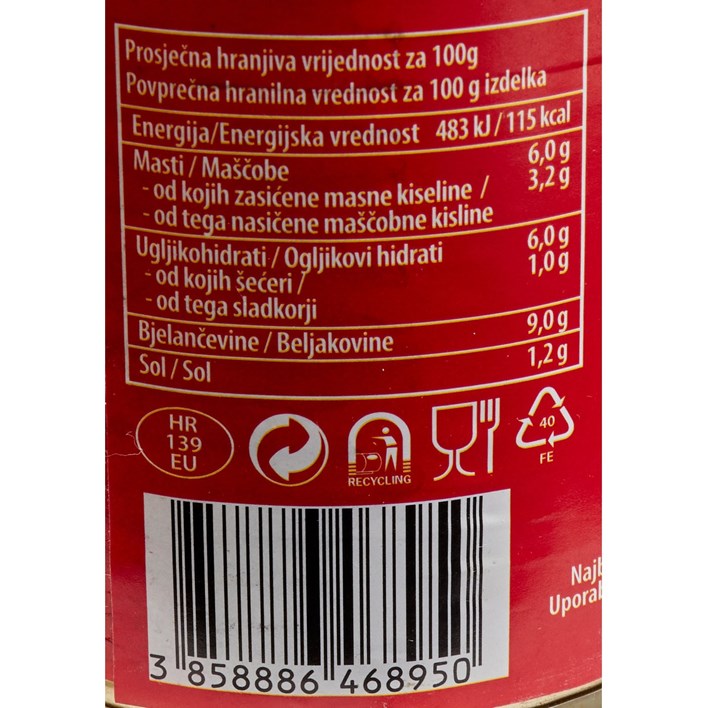 Prosječna hranjiva vrijednost za 100g
Povprečna hranilna vrednost za 100 g izdelka
Energija/Energijska vrednost 483 kJ / 115 kcal
Masti / Maščobe 6,0 g
- od kojih zasićene masne kiseline / 3,2 g
- od tega nasičene maščobne kisline
Ugljikohidrati / Ogljikovi hidrati 6,0 g
- od kojih šećeri / 1,0 g
- od tega sladkorji
Bjelančevine / Beljakovine 9,0 g
Sol / Sol 1,2 g
HR
139
EU
RECYCLING
40
FE
3 858886 468950